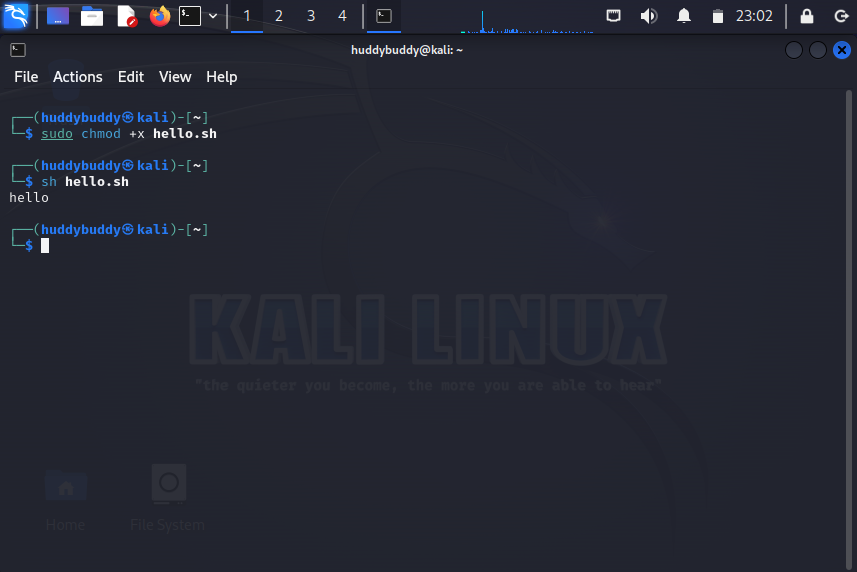 1 2 3 4 23:02
huddybuddy@kali: ~
File Actions Edit View Help
┌──(huddybuddy㉿kali)-[~]
└─$ sudo chmod +x hello.sh
┌──(huddybuddy㉿kali)-[~]
└─$ sh hello.sh
hello
┌──(huddybuddy㉿kali)-[~]
└─$
KALI LINUX
"the quieter you become, the more you are able to hear"
Home File System